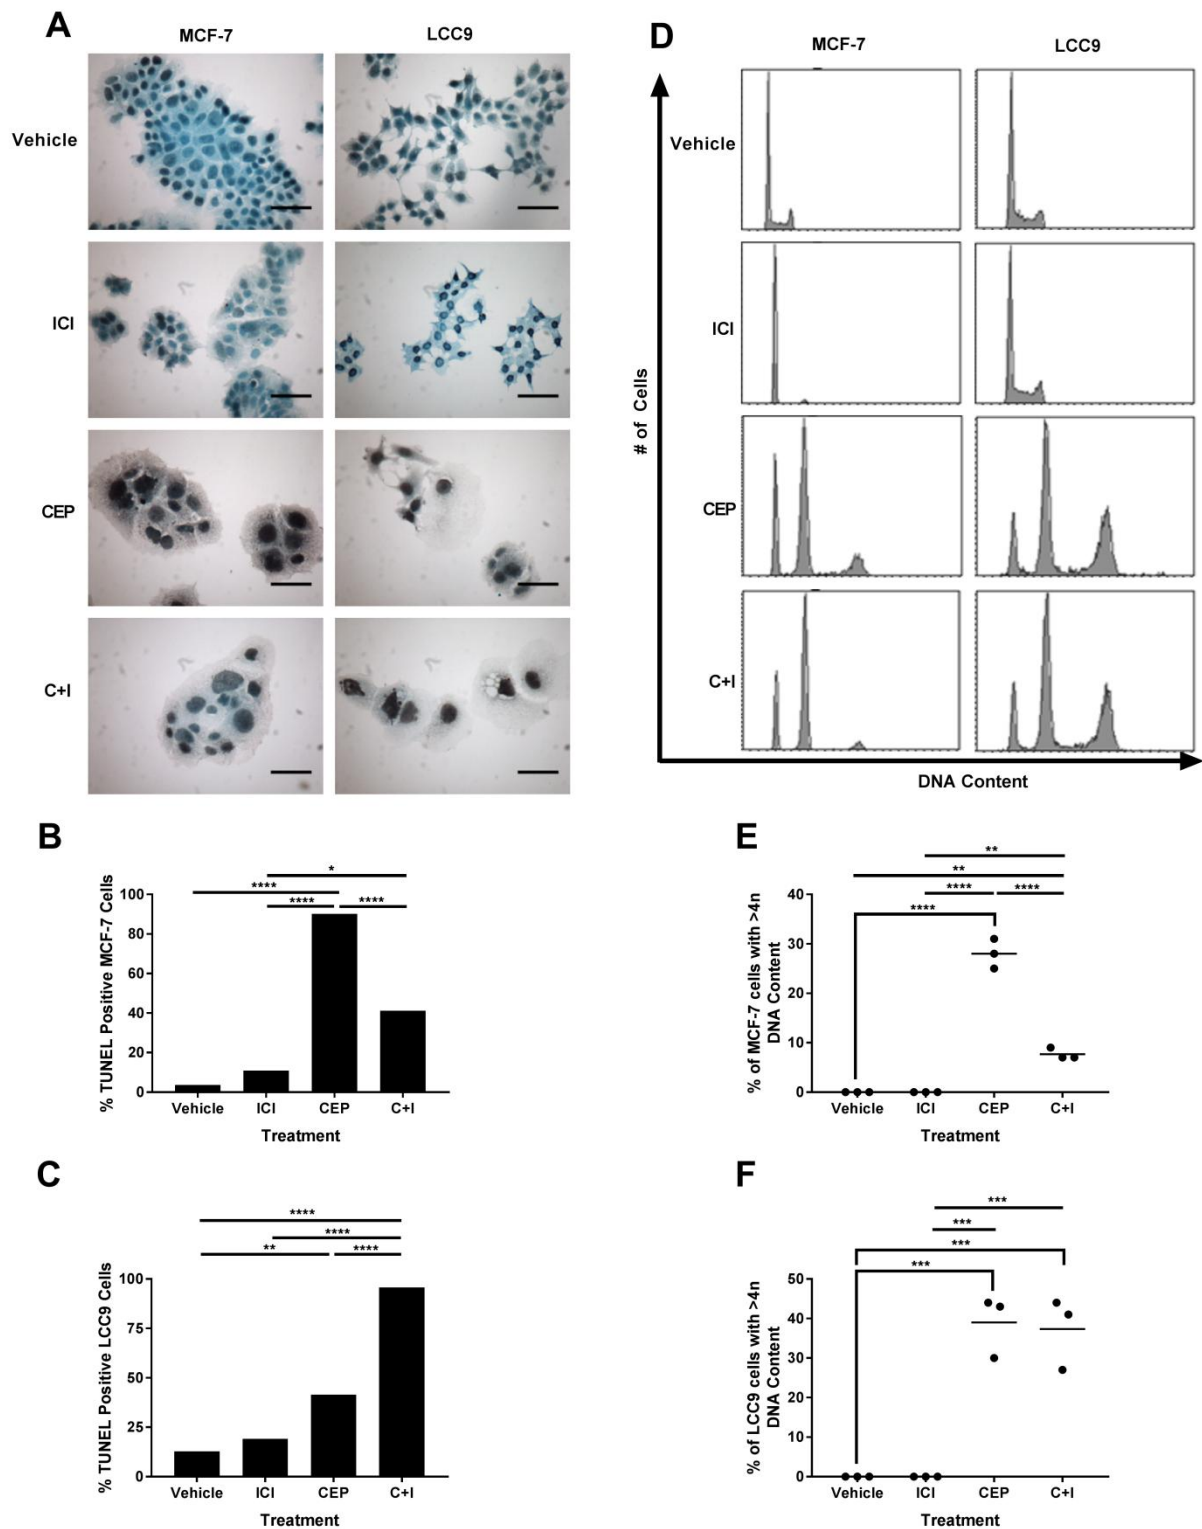 A
MCF-7
LCC9
Vehicle
ICI
CEP
C+I
D
MCF-7
LCC9
Vehicle
ICI
CEP
C+I
# of Cells
DNA Content
B
*
****
**** ****
100
80
60
40
20
0
% TUNEL Positive MCF-7 Cells
Vehicle ICI CEP C+I
Treatment
C
****
****
** ****
100
75
50
25
0
% TUNEL Positive LCC9 Cells
Vehicle ICI CEP C+I
Treatment
E
**
**
**** ****
****
40
30
20
10
0
% of MCF-7 cells with >4n
DNA Content
Vehicle ICI CEP C+I
Treatment
F
***
***
***
***
50
40
30
20
10
0
% of LCC9 cells with >4n
DNA Content
Vehicle ICI CEP C+I
Treatment